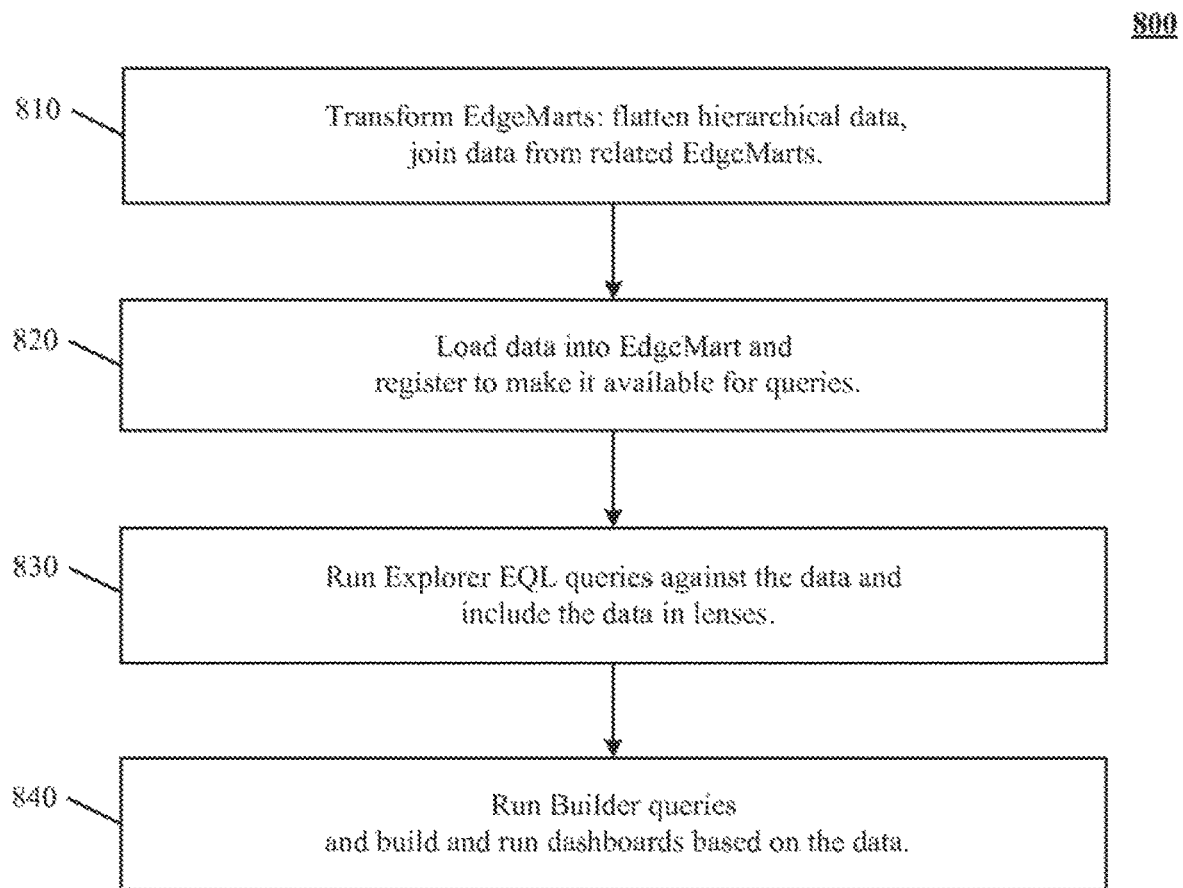 800
810
Transform EdgeMarts: flatten hierarchical data,
join data from related EdgeMarts.
820
Load data into EdgeMart and
register to make it available for queries.
830
Run Explorer EQL queries against the data and
include the data in lenses.
840
Run Builder queries
and build and run dashboards based on the data.